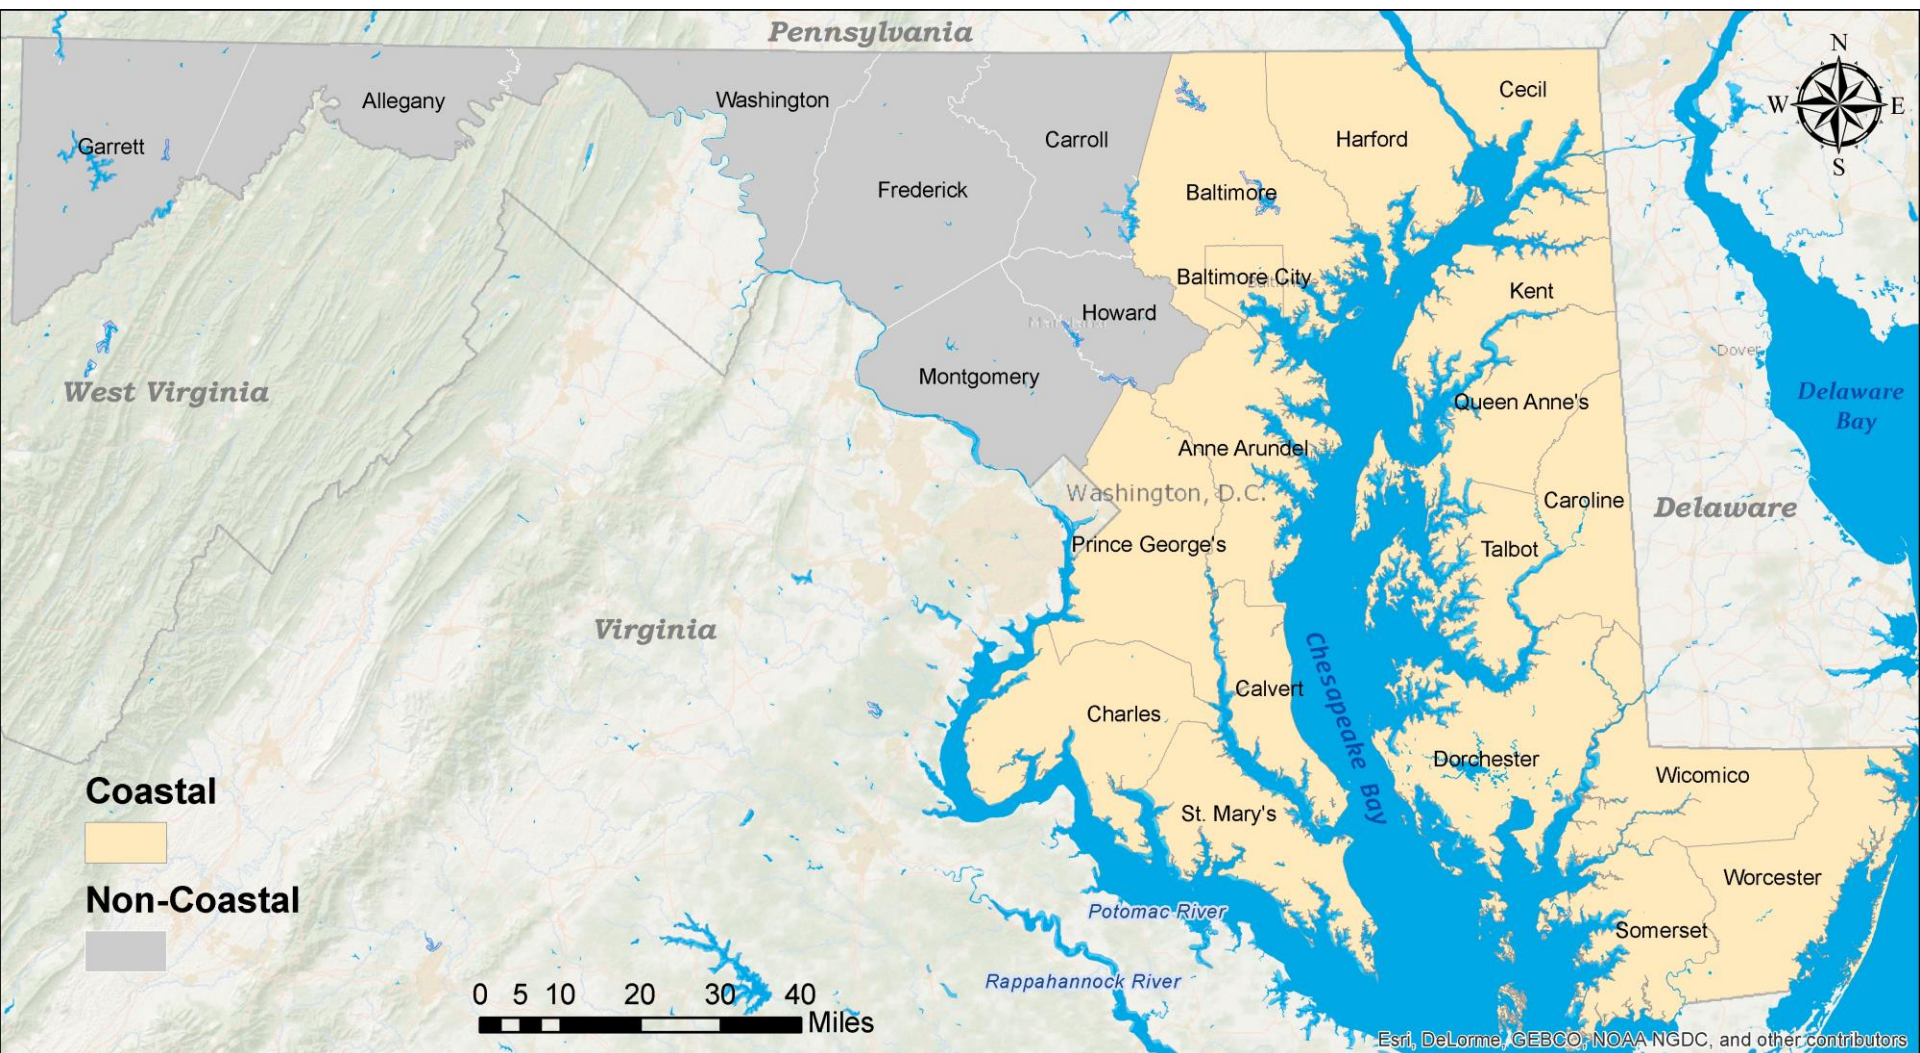 Pennsylvania
N
W
E
S
Cecil
Allegany
Washington
Garrett
Harford
Carroll
Frederick
Baltimore
Baltimore City
Kent
Howard
Dover
Montgomery
West Virginia
Delaware
Bay
Queen Anne's
Anne Arundel
Washington, D.C.
Caroline
Delaware
Prince George's
Talbot
Virginia
Chesapeake Bay
Calvert
Charles
Dorchester
Wicomico
Coastal
St. Mary's
Worcester
Non-Coastal
Potomac River
Somerset
Rappahannock River
0 5 10 20 30 40
Miles
Esri, DeLorme, GEBCO, NOAA NGDC, and other contributors